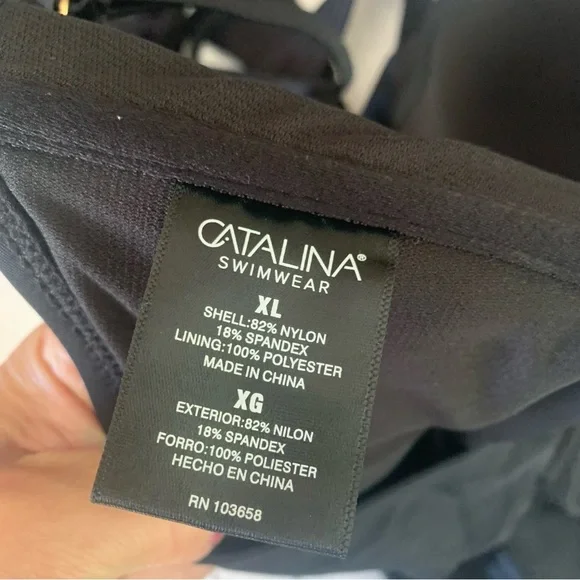 CATALINA®
SWIMWEAR
XL
SHELL:82% NYLON
18% SPANDEX
LINING:100% POLYESTER
MADE IN CHINA
XG
EXTERIOR:82% NILON
18% SPANDEX
FORRO:100% POLIESTER
HECHO EN CHINA
RN 103658